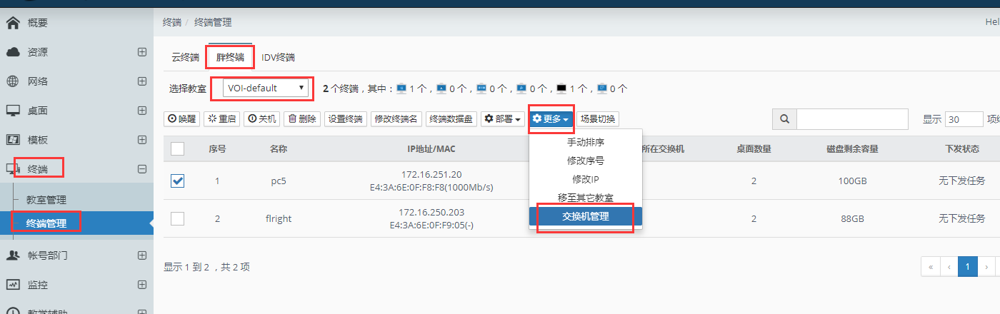 概要
资源
网络
桌面
模板
终端
教室管理
终端管理
帐号部门
监控
教学辅助
终端 / 终端管理
Hel
云终端 胖终端 IDV终端
选择教室 VOI-default 2 个终端，其中： 1 个， 0 个， 0 个， 0 个， 1 个， 0 个
唤醒 重启 关机 删除 设置终端 修改终端名 终端数据盘 部署 更多 场景切换 显示 30 项
手动排序
修改序号
修改IP
移至其它教室
交换机管理
序号 名称 IP地址/MAC 所在交换机 桌面数量 磁盘剩余容量 下发状态
1 pc5 172.16.251.20 2 100GB 无下发任务
E4:3A:6E:0F:F8:F8(1000Mb/s)
2 flright 172.16.250.203 2 88GB 无下发任务
E4:3A:6E:0F:F9:05(-)
显示 1 到 2 ，共 2 项
« ‹ 1 ›